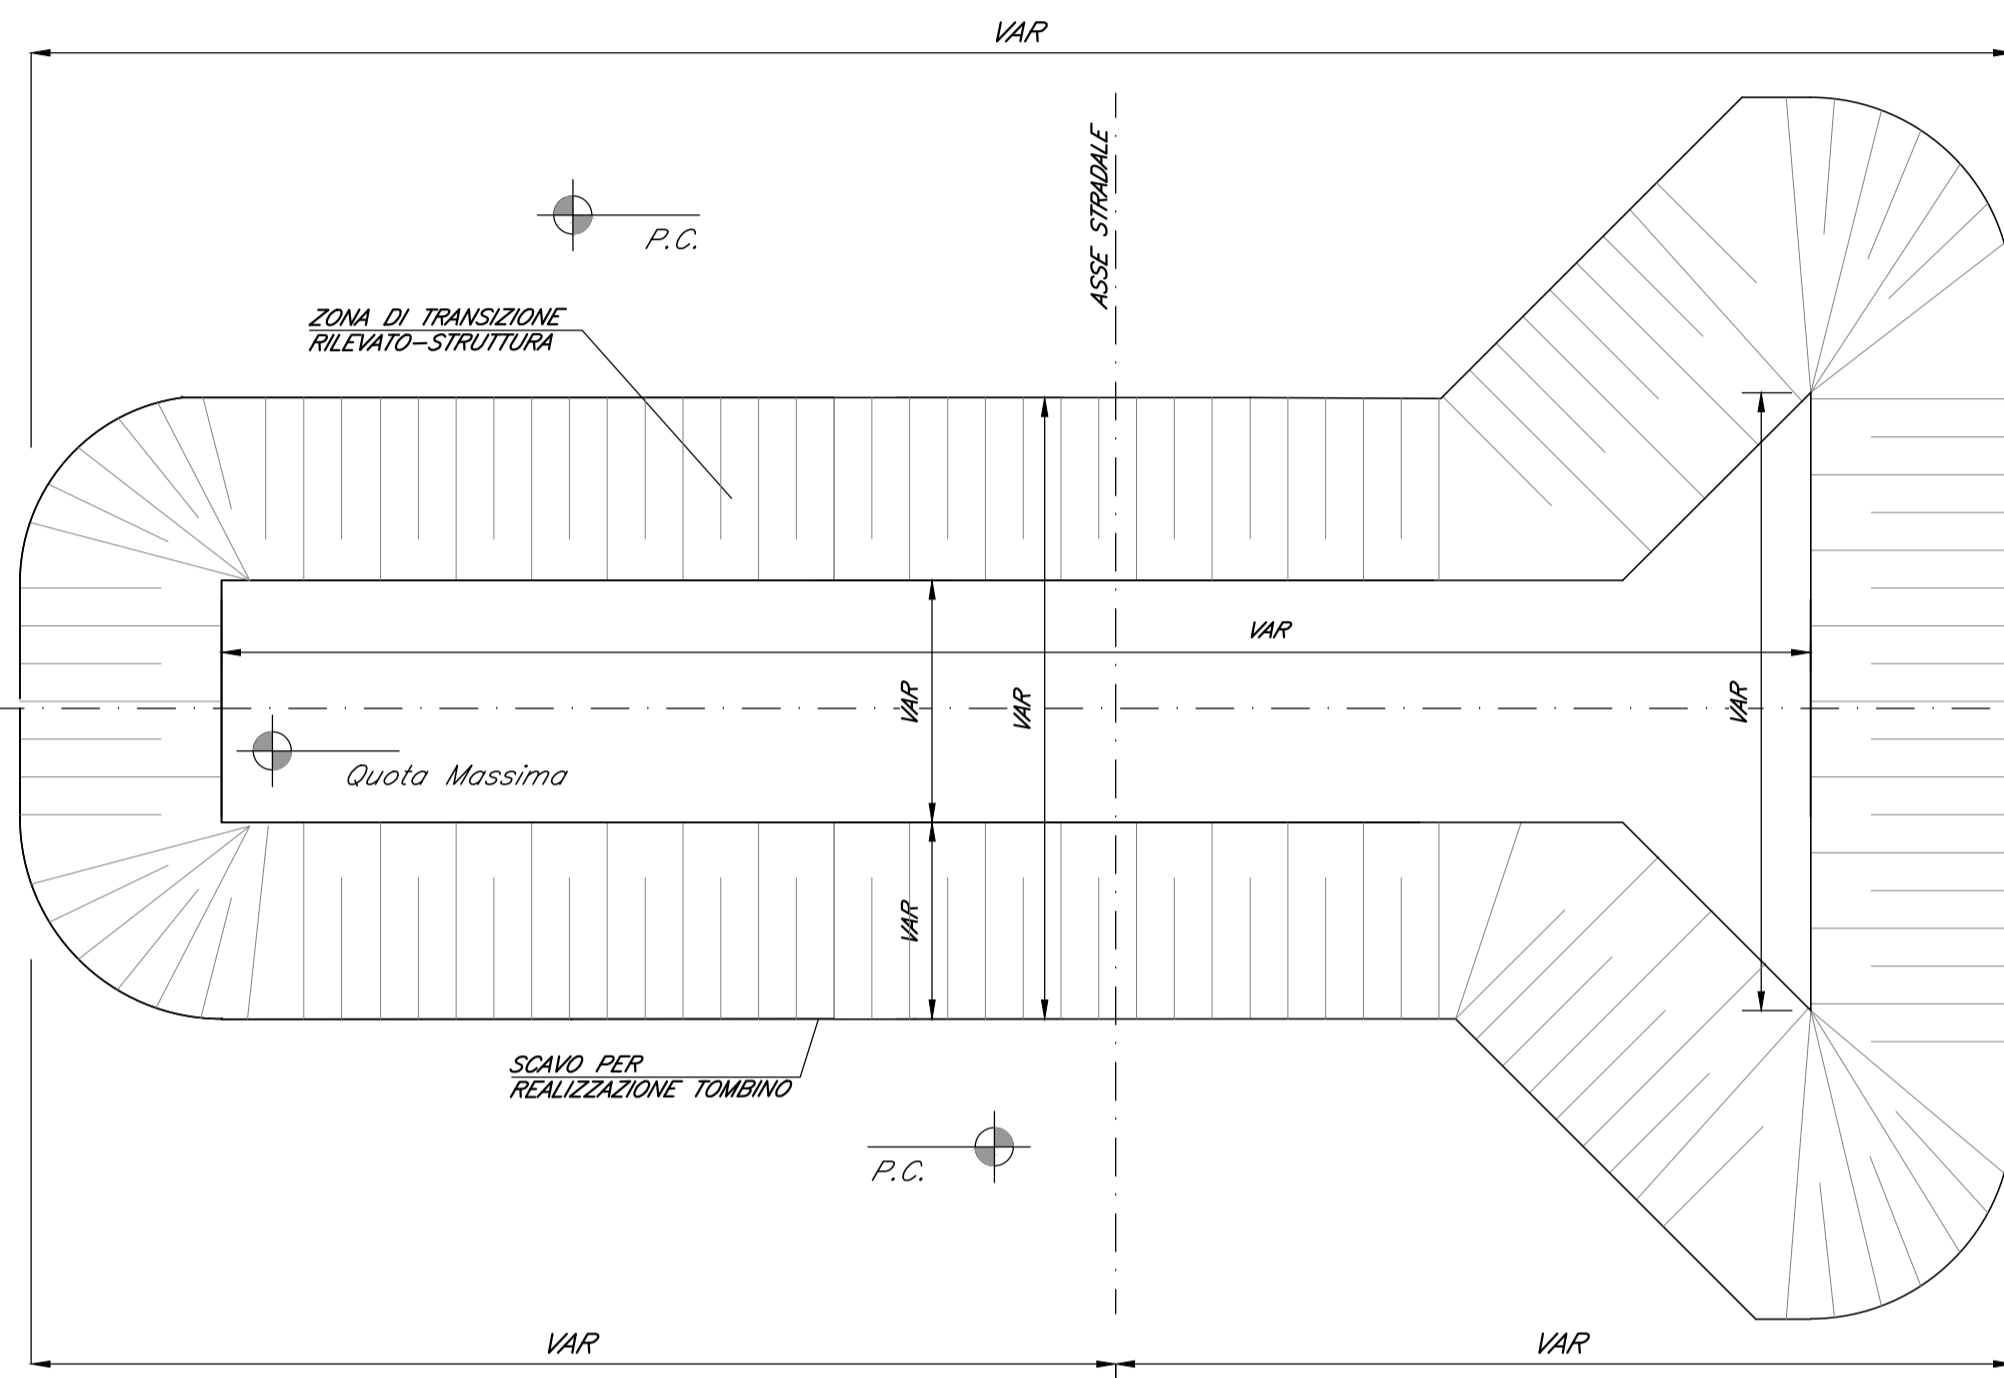 VAR
ASSE STRADALE
P.C.
ZONA DI TRANSIZIONE
RILEVATO-STRUTTURA
VAR
VAR
VAR
VAR
Quota Massima
VAR
SCAVO PER
REALIZZAZIONE TOMBINO
P.C.
VAR
VAR